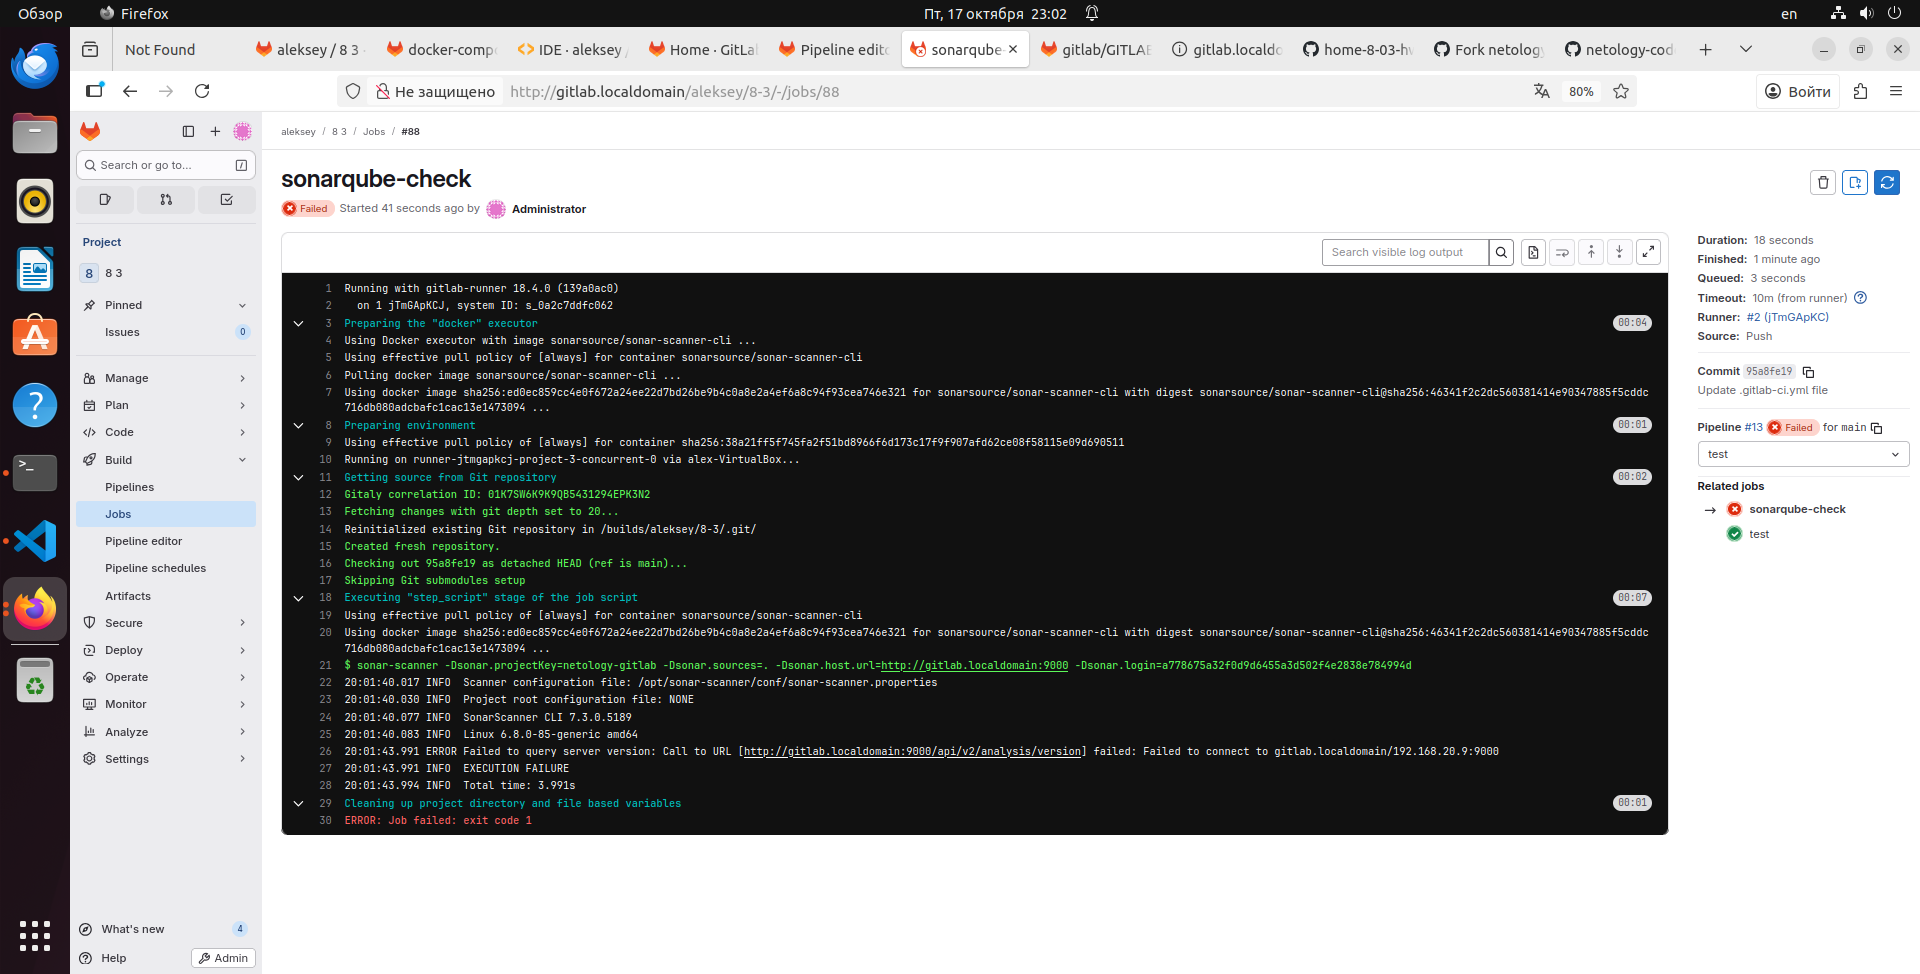 Обзор
Firefox
Пт, 17 октября 23:02
en
Not Found
aleksey / 8 3
docker-comp
IDE · aleksey /
Home · GitLa
Pipeline edito
sonarqube-
gitlab/GITLAB
gitlab.localdo
home-8-03-hw
Fork netology
netology-code
Не защищено
http://gitlab.localdomain/aleksey/8-3/-/jobs/88
80%
Войти
aleksey / 8 3 / Jobs / #88
Search or go to...
/
Project
8
8 3
Pinned
Issues
0
Manage
Plan
Code
Build
Pipelines
Jobs
Pipeline editor
Pipeline schedules
Artifacts
Secure
Deploy
Operate
Monitor
Analyze
Settings
What's new
4
Help
Admin
sonarqube-check
Failed Started 41 seconds ago by Administrator
Search visible log output
1 Running with gitlab-runner 18.4.0 (139a0ac0)
2 on 1 jTmGApKCJ, system ID: s_0a2c7ddfc062
3 Preparing the "docker" executor 00:04
4 Using Docker executor with image sonarsource/sonar-scanner-cli ...
5 Using effective pull policy of [always] for container sonarsource/sonar-scanner-cli
6 Pulling docker image sonarsource/sonar-scanner-cli ...
7 Using docker image sha256:ed0ec859cc4e0f672a24ee22d7bd26be9b4c0a8e2a4ef6a8c94f93cea746e321 for sonarsource/sonar-scanner-cli with digest sonarsource/sonar-scanner-cli@sha256:46341f2c2dc560381414e90347885f5cddc
716db080adcbafc1cac13e1473094 ...
8 Preparing environment 00:01
9 Using effective pull policy of [always] for container sha256:38a21ff5f745fa2f51bd8966f6d173c17f9f907afd62ce08f58115e09d690511
10 Running on runner-jtmgapkcj-project-3-concurrent-0 via alex-VirtualBox...
11 Getting source from Git repository 00:02
12 Gitaly correlation ID: 01K7SW6K9K9QB5431294EPK3N2
13 Fetching changes with git depth set to 20...
14 Reinitialized existing Git repository in /builds/aleksey/8-3/.git/
15 Created fresh repository.
16 Checking out 95a8fe19 as detached HEAD (ref is main)...
17 Skipping Git submodules setup
18 Executing "step_script" stage of the job script 00:07
19 Using effective pull policy of [always] for container sonarsource/sonar-scanner-cli
20 Using docker image sha256:ed0ec859cc4e0f672a24ee22d7bd26be9b4c0a8e2a4ef6a8c94f93cea746e321 for sonarsource/sonar-scanner-cli with digest sonarsource/sonar-scanner-cli@sha256:46341f2c2dc560381414e90347885f5cddc
716db080adcbafc1cac13e1473094 ...
21 $ sonar-scanner -Dsonar.projectKey=netology-gitlab -Dsonar.sources=. -Dsonar.host.url=http://gitlab.localdomain:9000 -Dsonar.login=a778675a32f0d9d6455a3d502f4e2838e784994d
22 20:01:40.017 INFO Scanner configuration file: /opt/sonar-scanner/conf/sonar-scanner.properties
23 20:01:40.030 INFO Project root configuration file: NONE
24 20:01:40.077 INFO SonarScanner CLI 7.3.0.5189
25 20:01:40.083 INFO Linux 6.8.0-85-generic amd64
26 20:01:43.991 ERROR Failed to query server version: Call to URL [http://gitlab.localdomain:9000/api/v2/analysis/version] failed: Failed to connect to gitlab.localdomain/192.168.20.9:9000
27 20:01:43.991 INFO EXECUTION FAILURE
28 20:01:43.994 INFO Total time: 3.991s
29 Cleaning up project directory and file based variables 00:01
30 ERROR: Job failed: exit code 1
Duration: 18 seconds
Finished: 1 minute ago
Queued: 3 seconds
Timeout: 10m (from runner)
Runner: #2 (jTmGApKC)
Source: Push
Commit 95a8fe19
Update .gitlab-ci.yml file
Pipeline #13 Failed for main
test
Related jobs
sonarqube-check
test